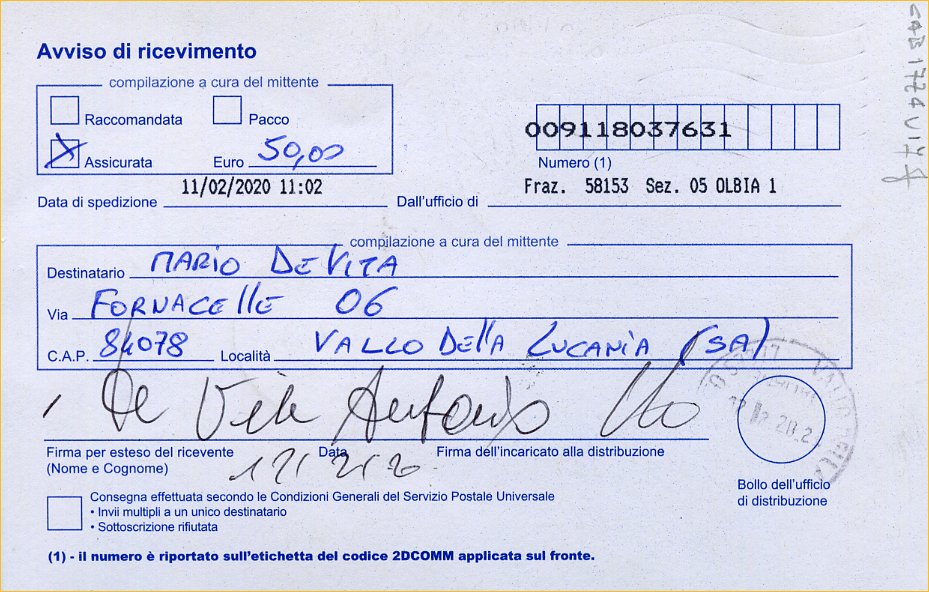 Avviso di ricevimento
compilazione a cura del mittente
Raccomandata Pacco
Assicurata Euro 50,00
009118037631
Numero (1)
11/02/2020 11:02
Data di spedizione
Fraz. 58153 Sez. 05 OLBIA 1
Dall'ufficio di
compilazione a cura del mittente
Destinatario MARIO DE VITA
Via FORNACELLE 06
C.A.P. 84078 Località VALLO DELLA LUCANIA (SA)
De Vita Antonio
Firma per esteso del ricevente
(Nome e Cognome)
Data
Firma dell'incaricato alla distribuzione
Bollo dell'ufficio
di distribuzione
Consegna effettuata secondo le Condizioni Generali del Servizio Postale Universale
• Invii multipli a un unico destinatario
• Sottoscrizione rifiutata
(1) - il numero è riportato sull'etichetta del codice 2DCOMM applicata sul fronte.